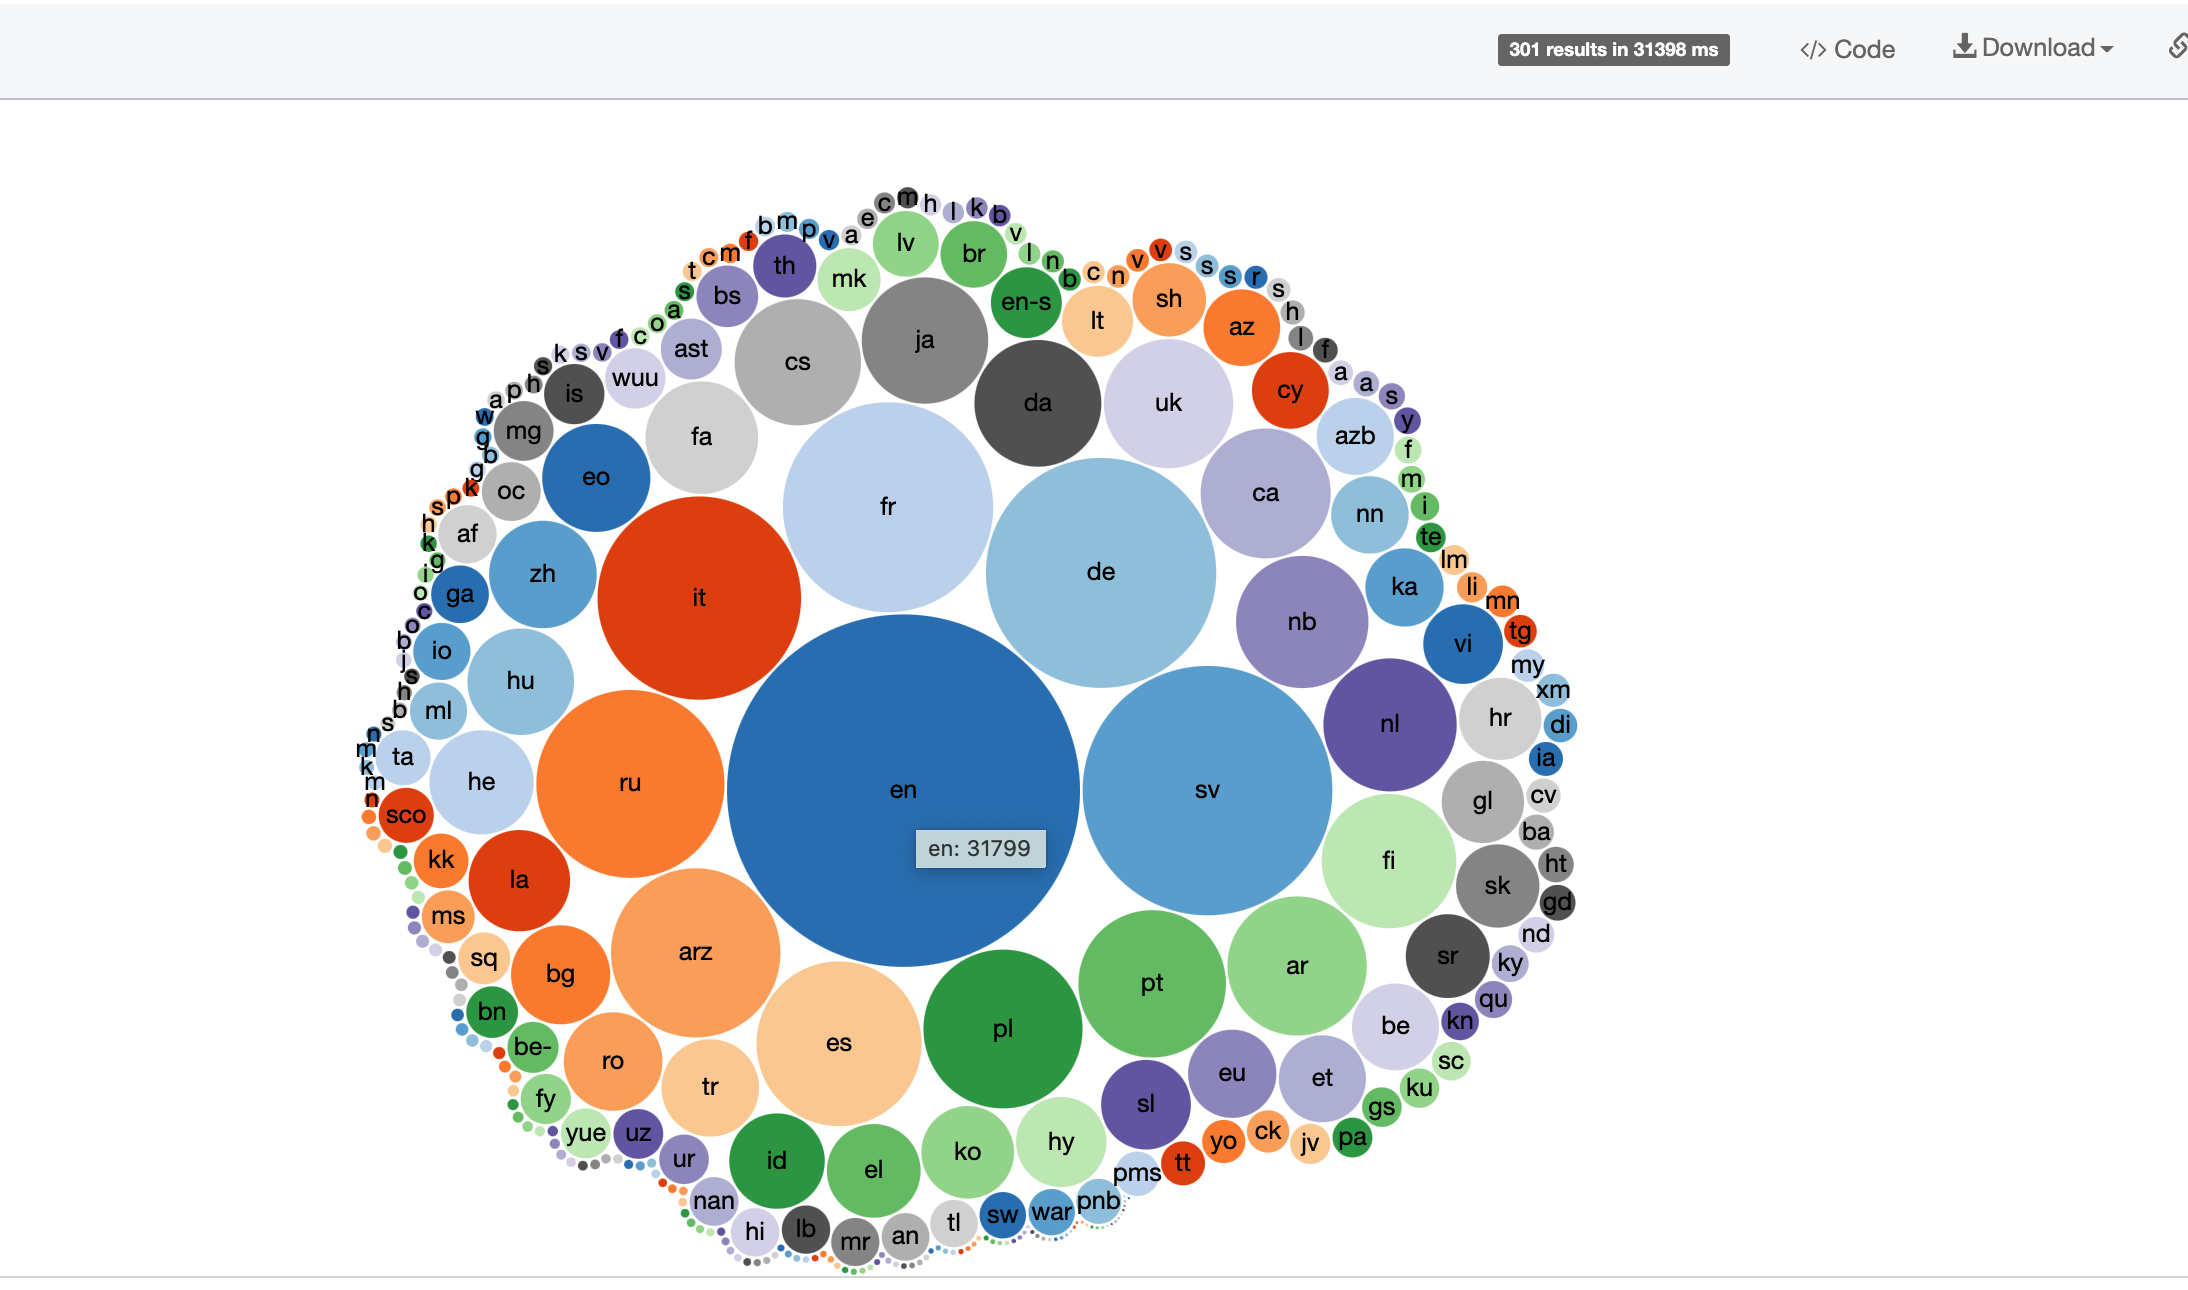 301 results in 31398 ms
</> Code
Download
c m h l k b
e
b m p v a
lv
v
f
br
l
m
th
n
c
mk
b
c
n
v
v
s
s
s
r
t
bs
en-s
lt
sh
az
s
s
h
a
l
o
ast
cs
ja
f
c
f
v
s
k
s
h
p
a
wuu
is
da
uk
cy
a
a
s
y
w
mg
fa
azb
f
g
b
g
eo
fr
ca
m
k
p
s
h
oc
nn
i
af
te
k
g
i
o
zh
it
de
ka
lm
li
mn
ga
nb
vi
tg
c
o
b
j
io
my
hu
xm
s
h
b
s
ml
nl
hr
di
n
m
k
m
n
ta
he
ru
en
sv
ia
gl
cv
sco
ba
en: 31799
kk
la
fi
sk
ht
gd
ms
nd
sq
bg
arz
pt
ar
sr
ky
bn
es
pl
be
qu
kn
be-
ro
tr
eu
et
sc
fy
sl
ku
gs
yue
uz
hy
yo
ck
jv
pa
ur
id
el
ko
tt
nan
pms
hi
lb
mr
an
tl
sw
war
pnb